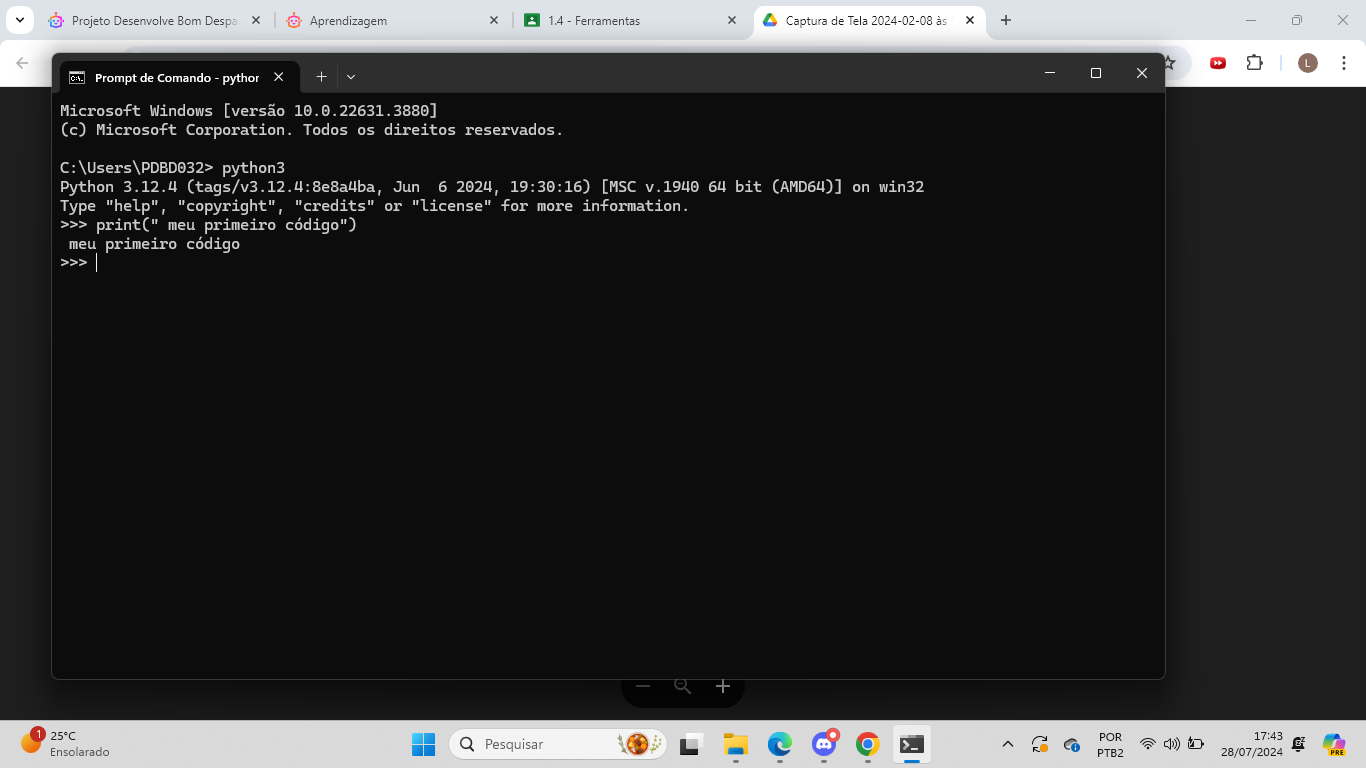 Projeto Desenvolve Bom Despa
Aprendizagem
1.4 - Ferramentas
Captura de Tela 2024-02-08 às
L
Prompt de Comando - python
Microsoft Windows [versão 10.0.22631.3880]
(c) Microsoft Corporation. Todos os direitos reservados.
C:\Users\PDBD032> python3
Python 3.12.4 (tags/v3.12.4:8e8a4ba, Jun  6 2024, 19:30:16) [MSC v.1940 64 bit (AMD64)] on win32
Type "help", "copyright", "credits" or "license" for more information.
>>> print(" meu primeiro código")
 meu primeiro código
>>>
1
25°C
Ensolarado
Pesquisar
POR
PTB2
17:43
28/07/2024
PRE